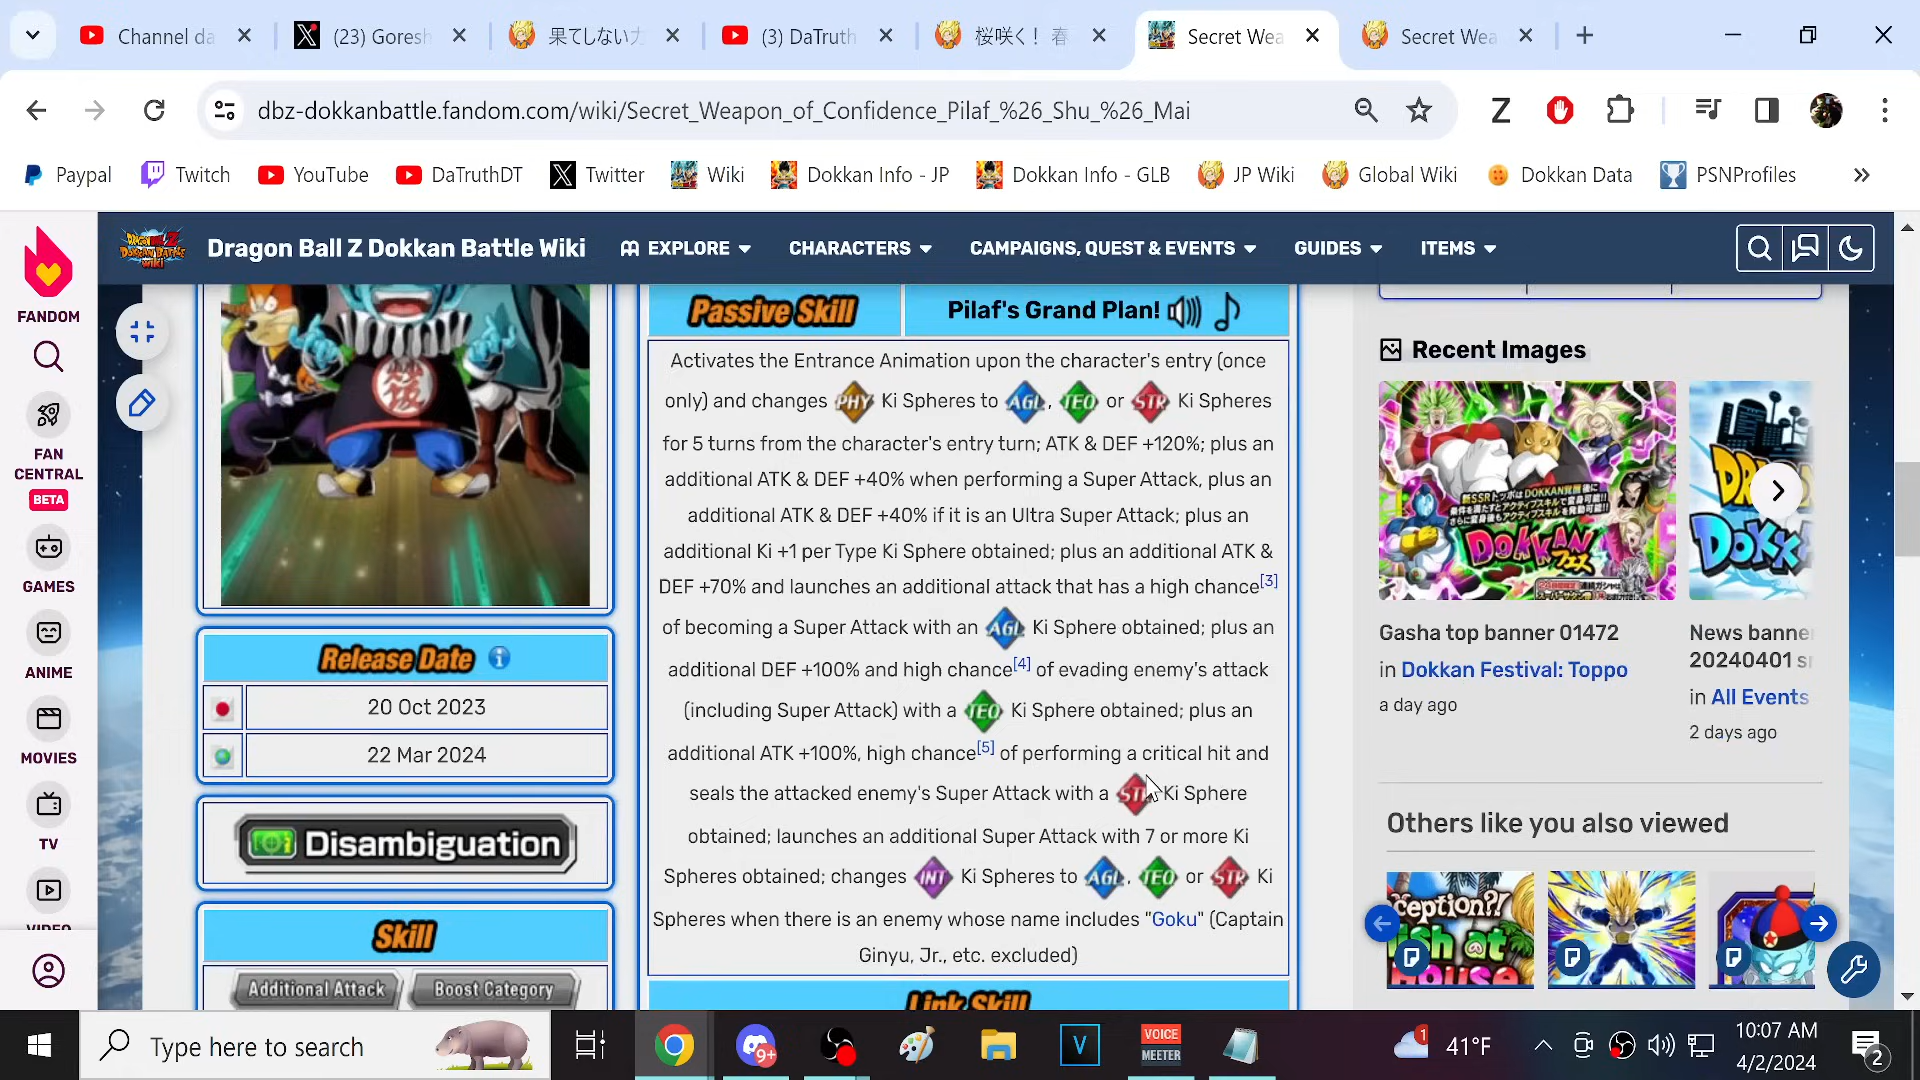 Channel da
(23) Goresh
果てしないカ
(3) DaTruth
桜咲く！春
Secret Wea
Secret Wea
dbz-dokkanbattle.fandom.com/wiki/Secret_Weapon_of_Confidence_Pilaf_%26_Shu_%26_Mai
Paypal
Twitch
YouTube
DaTruthDT
Twitter
Wiki
Dokkan Info - JP
Dokkan Info - GLB
JP Wiki
Global Wiki
Dokkan Data
PSNProfiles
Dragon Ball Z Dokkan Battle Wiki
EXPLORE
CHARACTERS
CAMPAIGNS, QUEST & EVENTS
GUIDES
ITEMS
FANDOM
FAN
CENTRAL
BETA
GAMES
ANIME
MOVIES
TV
VIDEO
Release Date
20 Oct 2023
22 Mar 2024
Disambiguation
Skill
Additional Attack
Boost Category
Passive Skill
Pilaf's Grand Plan!
Activates the Entrance Animation upon the character's entry (once
only) and changes PHY Ki Spheres to AGL, TEQ or STR Ki Spheres
for 5 turns from the character's entry turn; ATK & DEF +120%; plus an
additional ATK & DEF +40% when performing a Super Attack, plus an
additional ATK & DEF +40% if it is an Ultra Super Attack; plus an
additional Ki +1 per Type Ki Sphere obtained; plus an additional ATK &
DEF +70% and launches an additional attack that has a high chance[3]
of becoming a Super Attack with an AGL Ki Sphere obtained; plus an
additional DEF +100% and high chance[4] of evading enemy's attack
(including Super Attack) with a TEQ Ki Sphere obtained; plus an
additional ATK +100%, high chance[5] of performing a critical hit and
seals the attacked enemy's Super Attack with a STR Ki Sphere
obtained; launches an additional Super Attack with 7 or more Ki
Spheres obtained; changes INT Ki Spheres to AGL, TEQ or STR Ki
Spheres when there is an enemy whose name includes "Goku" (Captain
Ginyu, Jr., etc. excluded)
Link Skill
Recent Images
Gasha top banner 01472
in Dokkan Festival: Toppo
a day ago
News banner
20240401 s
in All Events
2 days ago
Others like you also viewed
Type here to search
9+
VOICE
MEETER
1
41°F
10:07 AM
4/2/2024
2